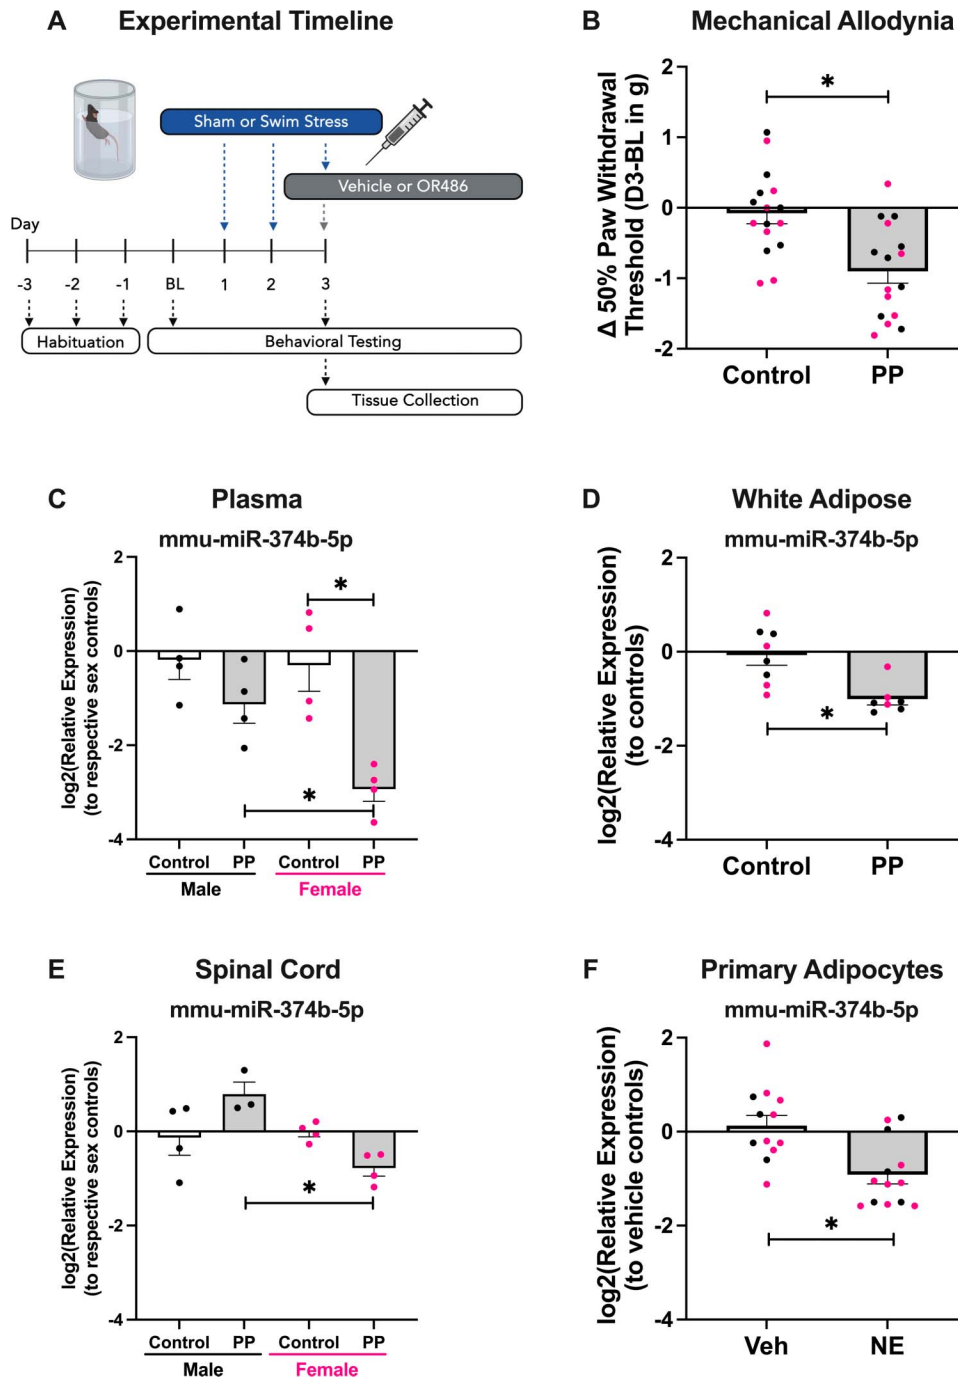 A Experimental Timeline
Sham or Swim Stress
Vehicle or OR486
Day
-3 -2 -1 BL 1 2 3
Habituation
Behavioral Testing
Tissue Collection
B Mechanical Allodynia
Δ 50% Paw Withdrawal
Threshold (D3-BL in g)
2
1
0
-1
-2
*
Control PP
C Plasma
mmu-miR-374b-5p
log2(Relative Expression)
(to respective sex controls)
2
0
-2
-4
*
*
Control PP Control PP
Male Female
D White Adipose
mmu-miR-374b-5p
log2(Relative Expression)
(to controls)
2
0
-2
-4
*
Control PP
E Spinal Cord
mmu-miR-374b-5p
log2(Relative Expression)
(to respective sex controls)
2
0
-2
-4
*
Control PP Control PP
Male Female
F Primary Adipocytes
mmu-miR-374b-5p
log2(Relative Expression)
(to vehicle controls)
2
0
-2
-4
*
Veh NE